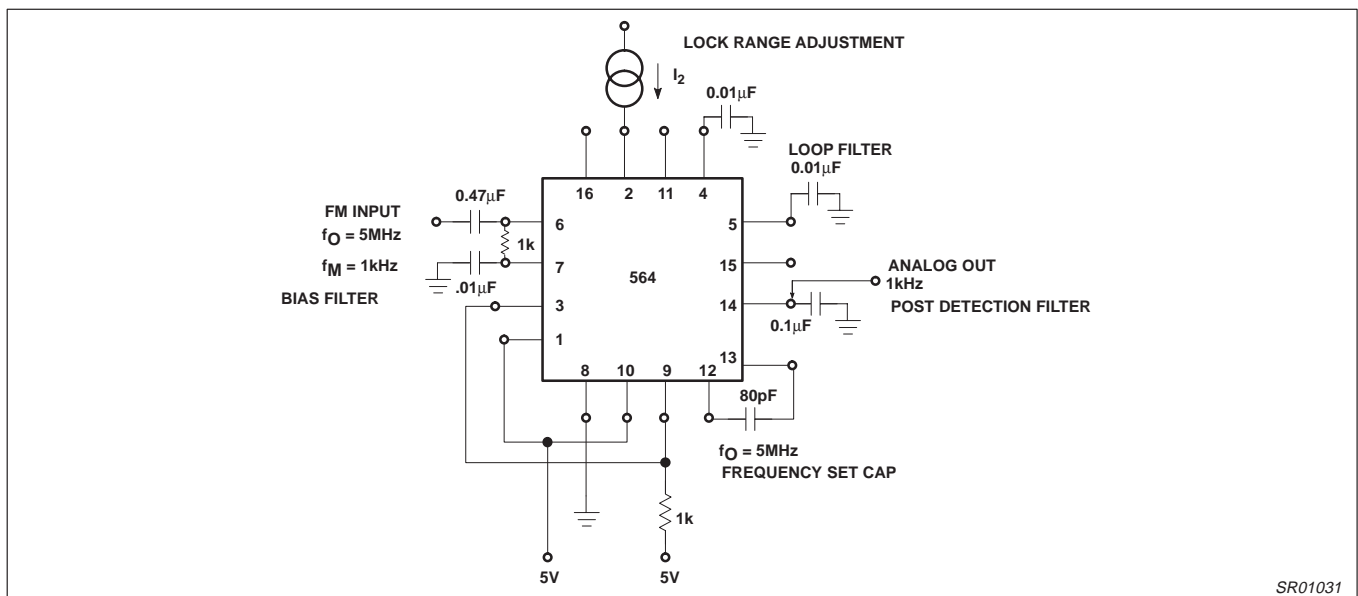 LOCK RANGE ADJUSTMENT
I2
0.01µF
LOOP FILTER
0.01µF
16 2 11 4
0.47µF
FM INPUT
fO = 5MHz
6
5
1k
fM = 1kHz
7
15
564
ANALOG OUT
1kHz
BIAS FILTER
.01µF
3
14
POST DETECTION FILTER
0.1µF
1
13
8 10 9 12
80pF
fO = 5MHz
FREQUENCY SET CAP
1k
5V 5V
SR01031